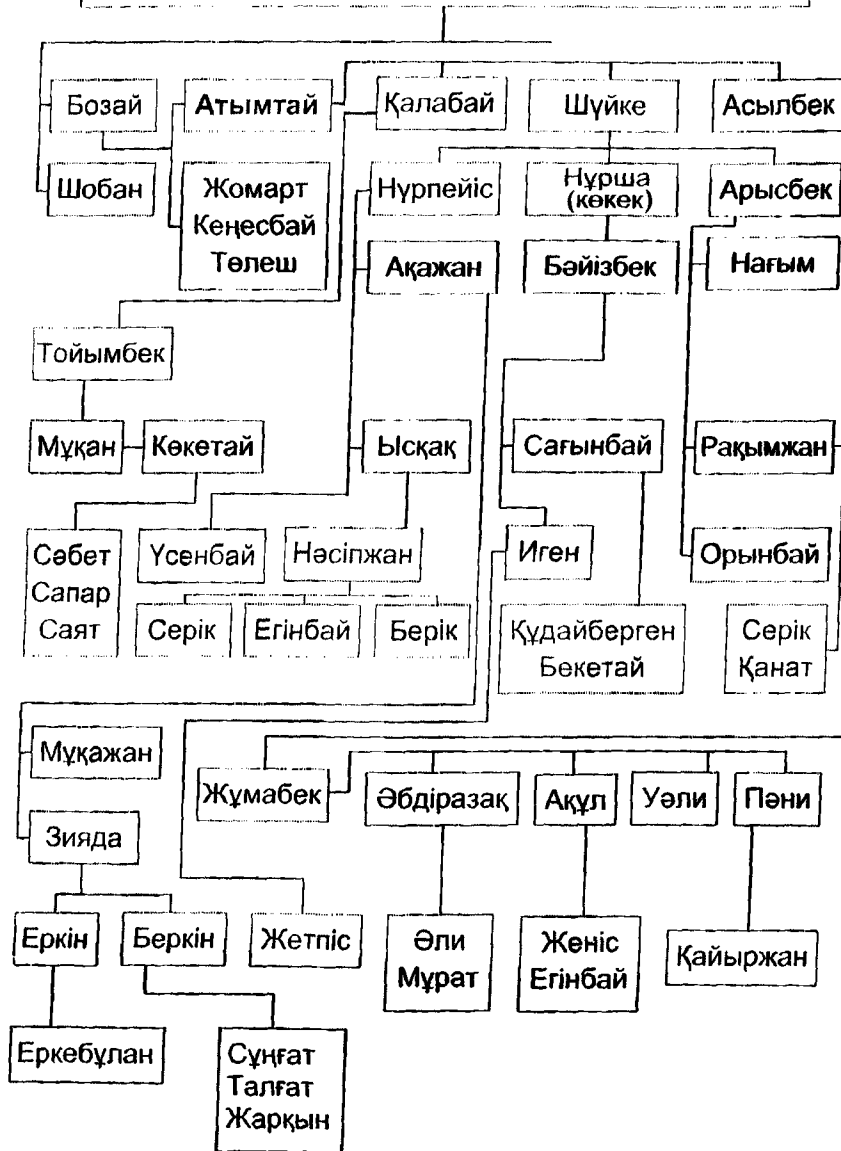 Бозай Атымтай Қалабай Шүйке Асылбек
Шобан
Жомарт
Кеңесбай
Төлеш
Нүрпейіс
Нұрша
(көкек)
Арысбек
Ақажан Бәйізбек Нағым
Тойымбек
Мұқан Көкетай Ысқақ Сағынбай Рақымжан
Сәбет
Сапар
Саят
Үсенбай Нәсіпжан Иген Орынбай
Серік Егінбай Берік
Құдайберген
Бөкетай
Серік
Қанат
Мұқажан
Жұмабек Әбдіразақ Ақұл Уәли Пәни
Зияда
Еркін Беркін Жетпіс
Әли
Мұрат
Женіс
Егінбай
Қайыржан
Еркебұлан
Сұңғат
Талғат
Жарқын